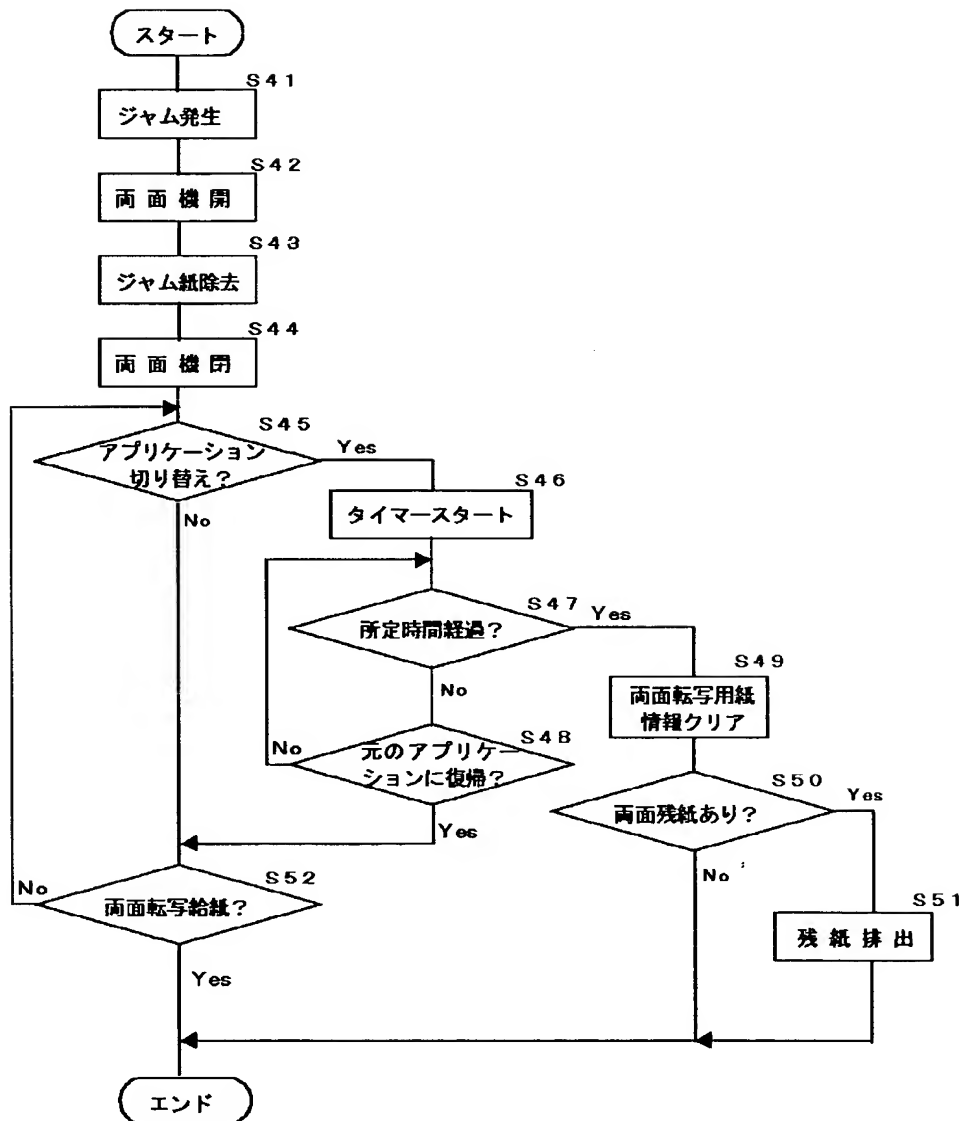 スタート
S41
ジャム発生
S42
両面機開
S43
ジャム紙除去
S44
両面機閉
S45
アプリケーション
切り替え？
Yes
No
S46
タイマースタート
S47
所定時間経過？
Yes
No
S48
元のアプリケー
ションに復帰？
No
Yes
S49
両面転写用紙
情報クリア
S50
両面残紙あり？
Yes
No
S51
残紙排出
S52
両面転写給紙？
No
Yes
エンド